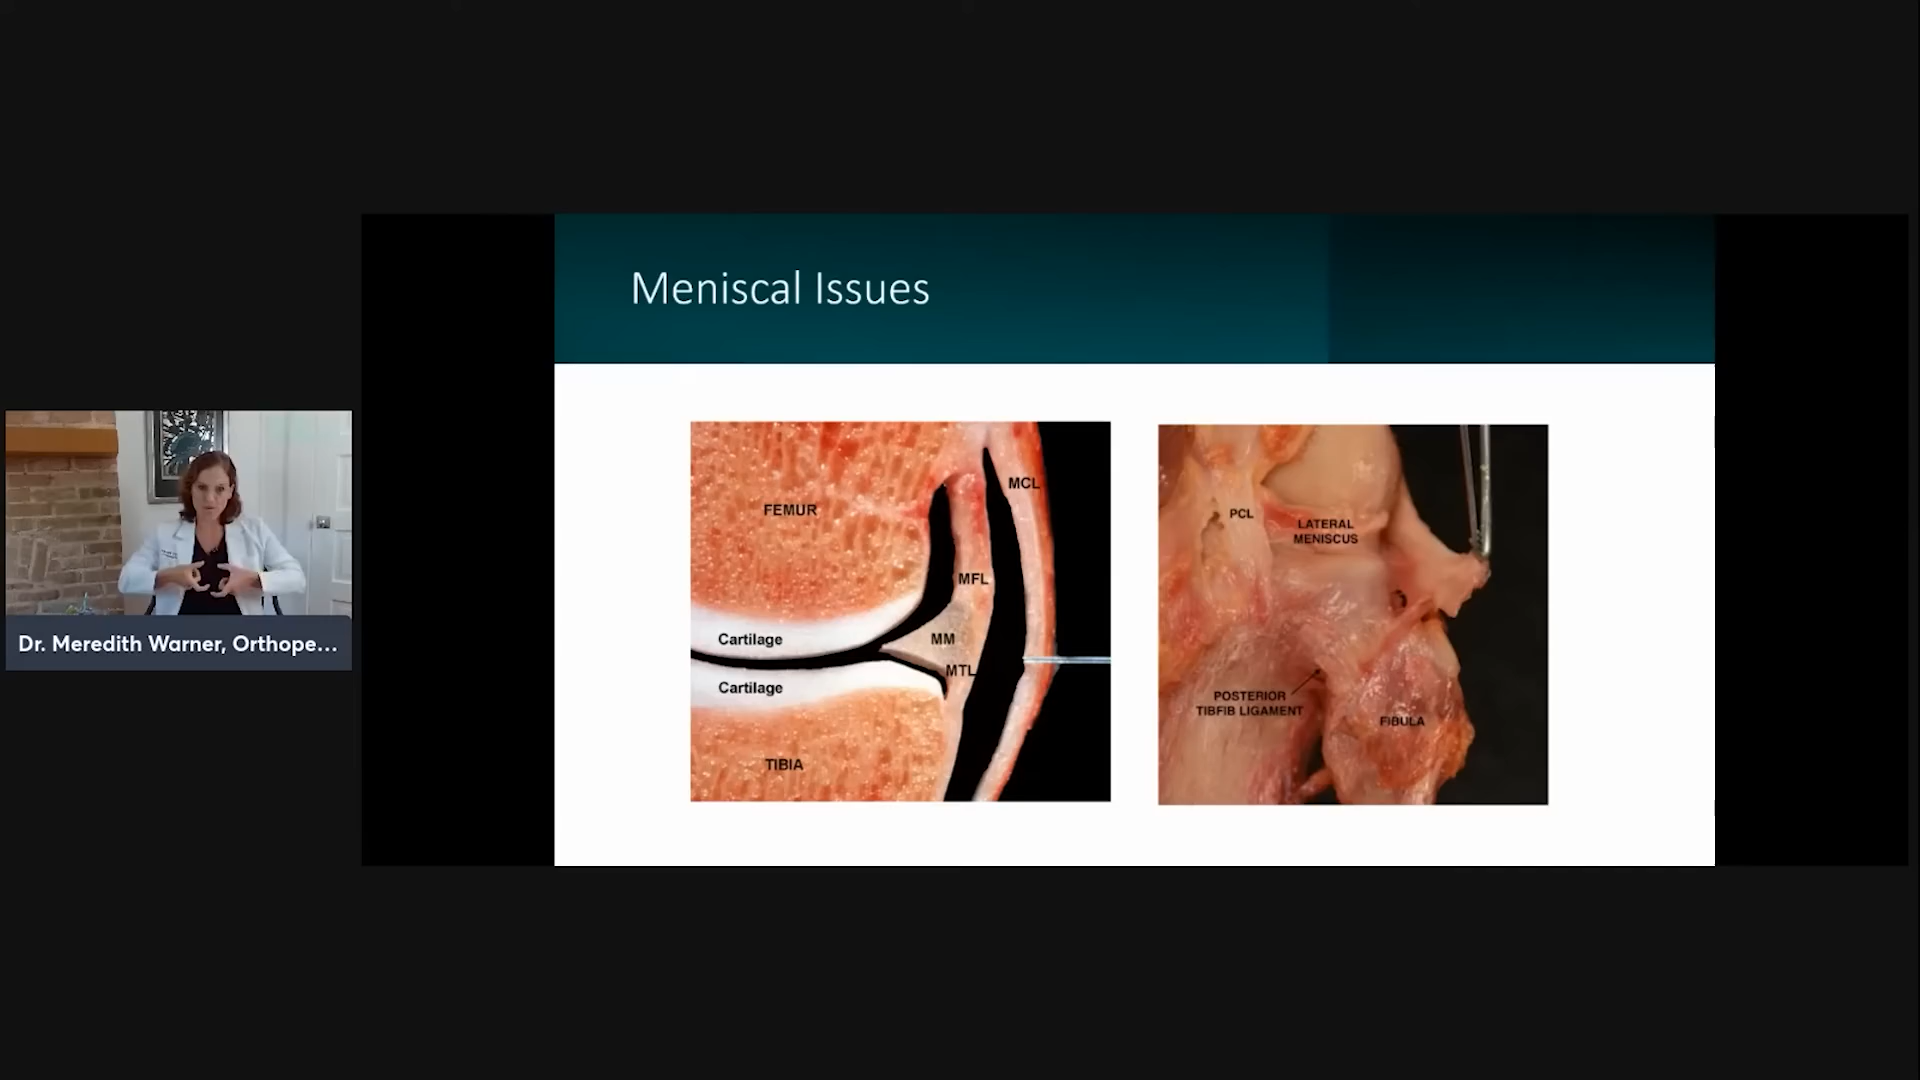 Meniscal Issues
FEMUR
MCL
MFL
Cartilage
MM
MTL
Cartilage
TIBIA
PCL
LATERAL
MENISCUS
POSTERIOR
TIBFIB LIGAMENT
FIBULA
Dr. Meredith Warner, Orthope...